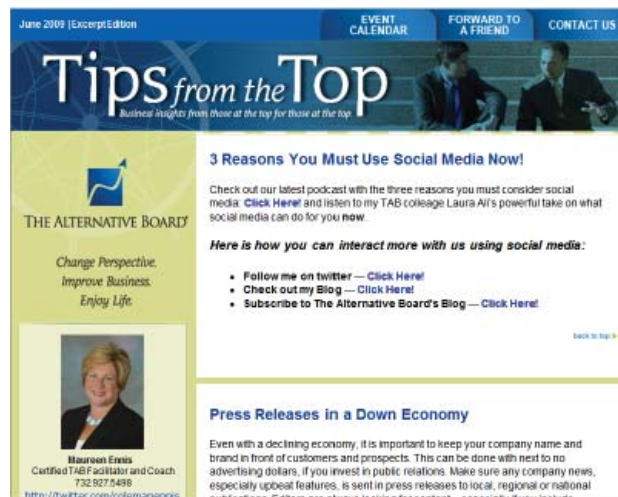 June 2009 | Excerpt Edition
EVENT
CALENDAR
FORWARD TO
A FRIEND
CONTACT US
Tips from the Top
Business insights from those at the top for those at the top.
THE ALTERNATIVE BOARD
Change Perspective.
Improve Business.
Enjoy Life.
Maureen Ennis
Certified TAB Facilitator and Coach
732.927.5498
http://twitter.com/colemanennis
3 Reasons You Must Use Social Media Now!
Check out our latest podcast with the three reasons you must consider social
media: Click Here! and listen to my TAB colleage Laura Ali's powerful take on what
social media can do for you now.
Here is how you can interact more with us using social media:
• Follow me on twitter — Click Here!
• Check out my Blog — Click Here!
• Subscribe to The Alternative Board's Blog — Click Here!
back to top
Press Releases in a Down Economy
Even with a declining economy, it is important to keep your company name and
brand in front of customers and prospects. This can be done with next to no
advertising dollars, if you invest in public relations. Make sure any company news,
especially upbeat features, is sent in press releases to local, regional or national